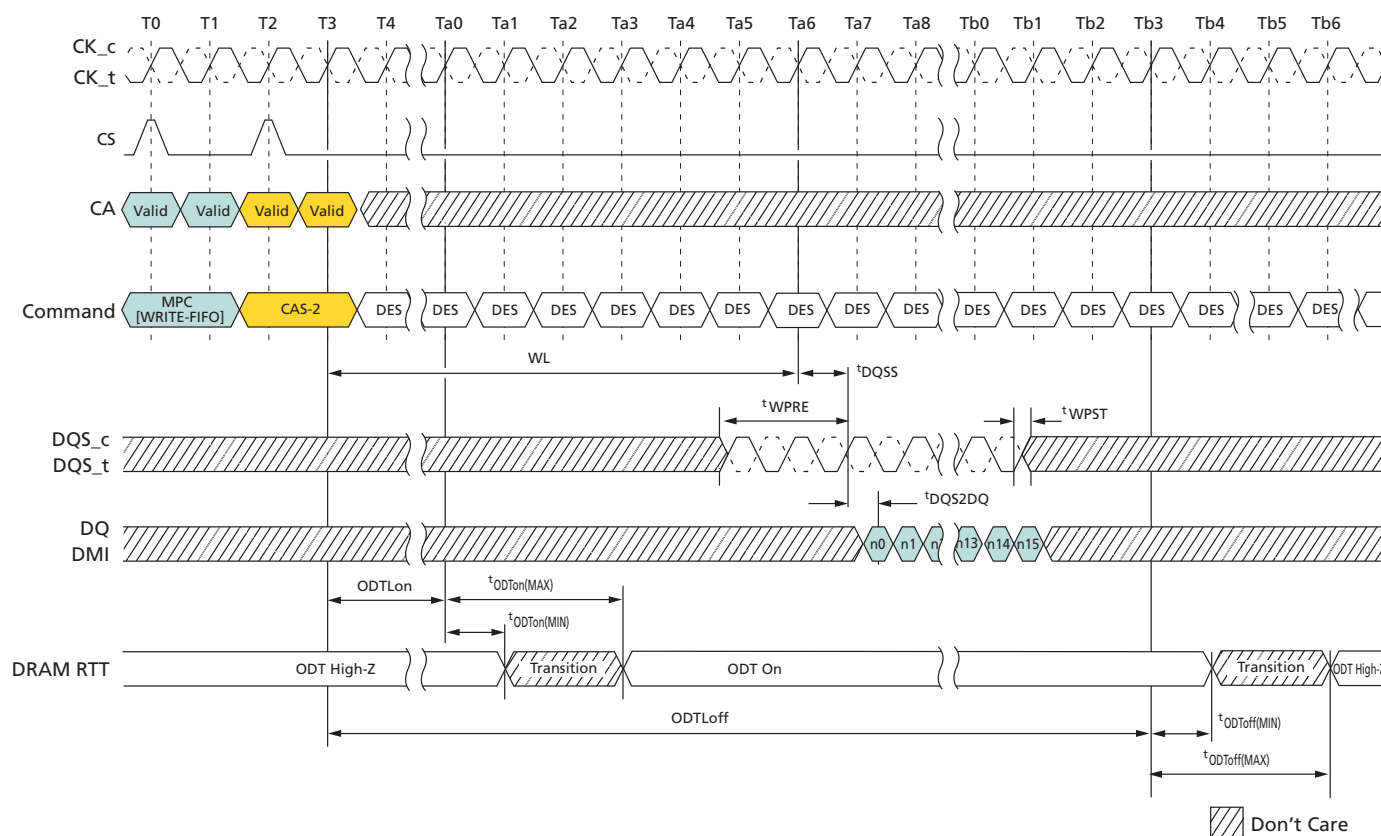 T0 T1 T2 T3 T4 Ta0 Ta1 Ta2 Ta3 Ta4 Ta5 Ta6 Ta7 Ta8 Tb0 Tb1 Tb2 Tb3 Tb4 Tb5 Tb6
CK_c
CK_t
CS
CA Valid Valid Valid Valid
Command MPC [WRITE-FIFO] CAS-2 DES DES DES DES DES DES DES DES DES DES DES DES DES DES DES DES DES
WL
tDQSS
tWPRE
tWPST
DQS_c
DQS_t
tDQS2DQ
DQ
DMI
n0 n1 n n13 n14 n15
ODTLon
tODTon(MAX)
tODTon(MIN)
DRAM RTT ODT High-Z Transition ODT On Transition ODT High-Z
ODTLoff
tODToff(MIN)
tODToff(MAX)
Don't Care